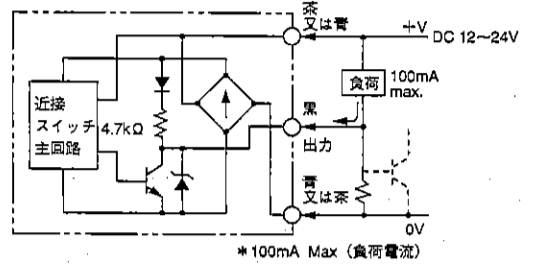 茶
又は青
+V
DC 12~24V
近接
スイッチ
主回路
4.7kΩ
負荷
100mA
max.
黒
出力
青
又は茶
0V
*100mA Max (負荷電流)